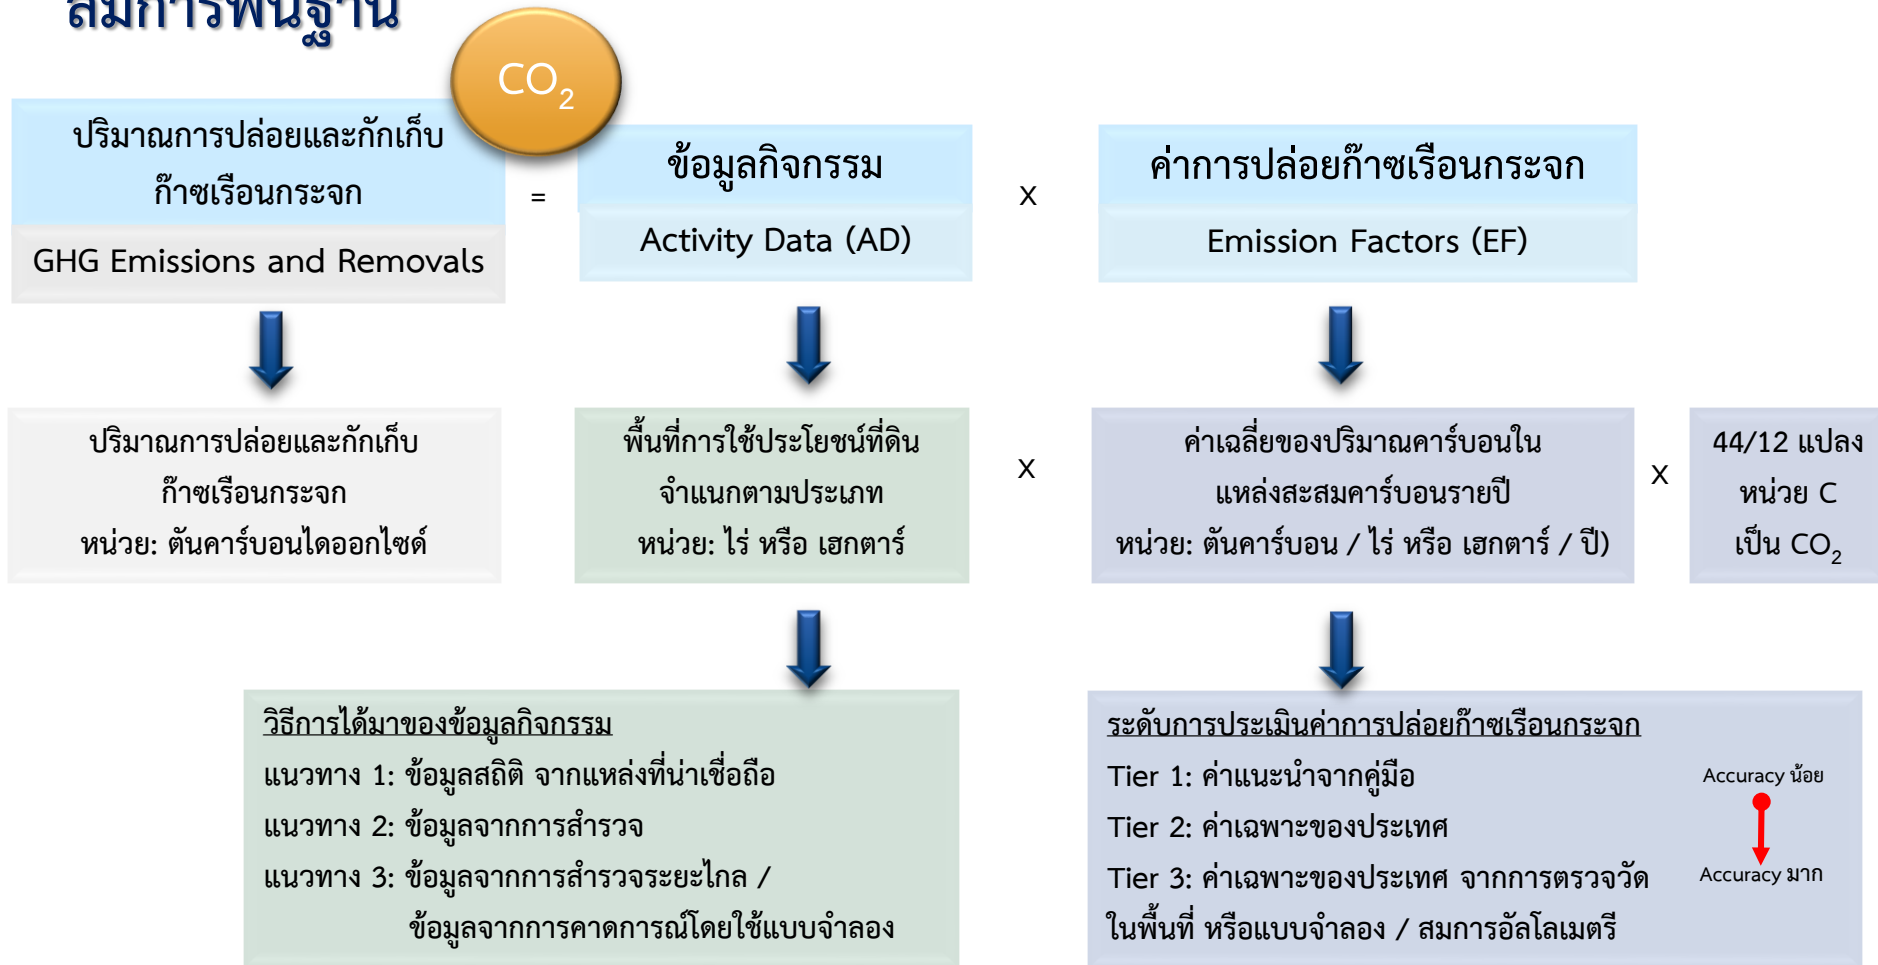 สมการพื้นฐาน
CO2
ปริมาณการปล่อยและกักเก็บ
ก๊าซเรือนกระจก
GHG Emissions and Removals
=
ข้อมูลกิจกรรม
Activity Data (AD)
X
ค่าการปล่อยก๊าซเรือนกระจก
Emission Factors (EF)
ปริมาณการปล่อยและกักเก็บ
ก๊าซเรือนกระจก
หน่วย: ตันคาร์บอนไดออกไซด์
พื้นที่การใช้ประโยชน์ที่ดิน
จำแนกตามประเภท
หน่วย: ไร่ หรือ เฮกตาร์
X
ค่าเฉลี่ยของปริมาณคาร์บอนใน
แหล่งสะสมคาร์บอนรายปี
หน่วย: ตันคาร์บอน / ไร่ หรือ เฮกตาร์ / ปี)
X
44/12 แปลง
หน่วย C
เป็น CO2
วิธีการได้มาของข้อมูลกิจกรรม
แนวทาง 1: ข้อมูลสถิติ จากแหล่งที่น่าเชื่อถือ
แนวทาง 2: ข้อมูลจากการสำรวจ
แนวทาง 3: ข้อมูลจากการสำรวจระยะไกล /
ข้อมูลจากการคาดการณ์โดยใช้แบบจำลอง
ระดับการประเมินค่าการปล่อยก๊าซเรือนกระจก
Tier 1: ค่าแนะนำจากคู่มือ
Tier 2: ค่าเฉพาะของประเทศ
Tier 3: ค่าเฉพาะของประเทศ จากการตรวจวัด
ในพื้นที่ หรือแบบจำลอง / สมการอัลโลเมตรี
Accuracy น้อย
Accuracy มาก